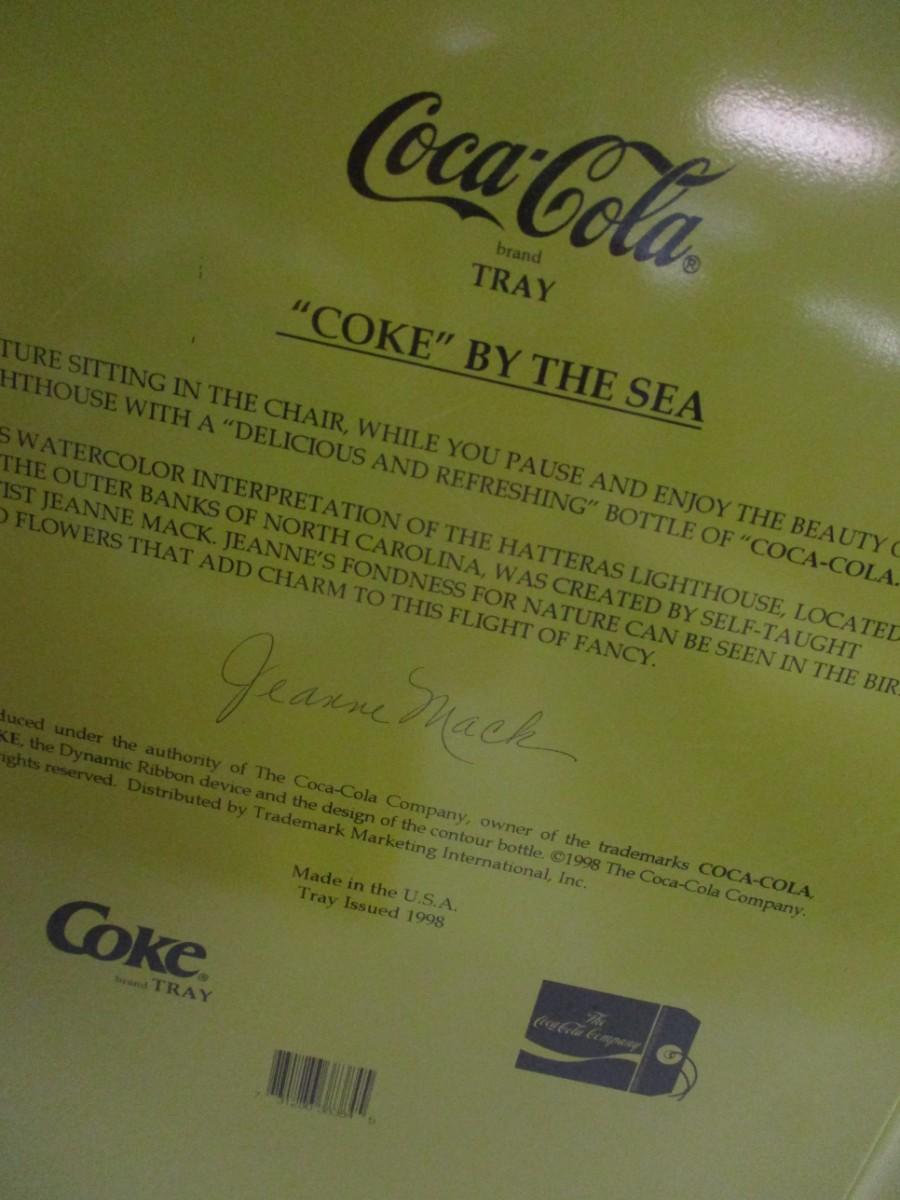 Coca-Cola®
brand
TRAY
"COKE" BY THE SEA
TURE SITTING IN THE CHAIR, WHILE YOU PAUSE AND ENJOY THE BEAUTY
HTHOUSE WITH A "DELICIOUS AND REFRESHING" BOTTLE OF "COCA-COLA.
S WATERCOLOR INTERPRETATION OF THE HATTERAS LIGHTHOUSE, LOCATED
THE OUTER BANKS OF NORTH CAROLINA, WAS CREATED BY SELF-TAUGHT
IST JEANNE MACK. JEANNE'S FONDNESS FOR NATURE CAN BE SEEN IN THE BIR
D FLOWERS THAT ADD CHARM TO THIS FLIGHT OF FANCY.
Jeanne Mack
duced under the authority of The Coca-Cola Company, owner of the trademarks COCA-COLA,
KE, the Dynamic Ribbon device and the design of the contour bottle. ©1998 The Coca-Cola Company.
ights reserved. Distributed by Trademark Marketing International, Inc.
Made in the U.S.A.
Tray Issued 1998
Coke®
brand TRAY
The
Coca-Cola Company